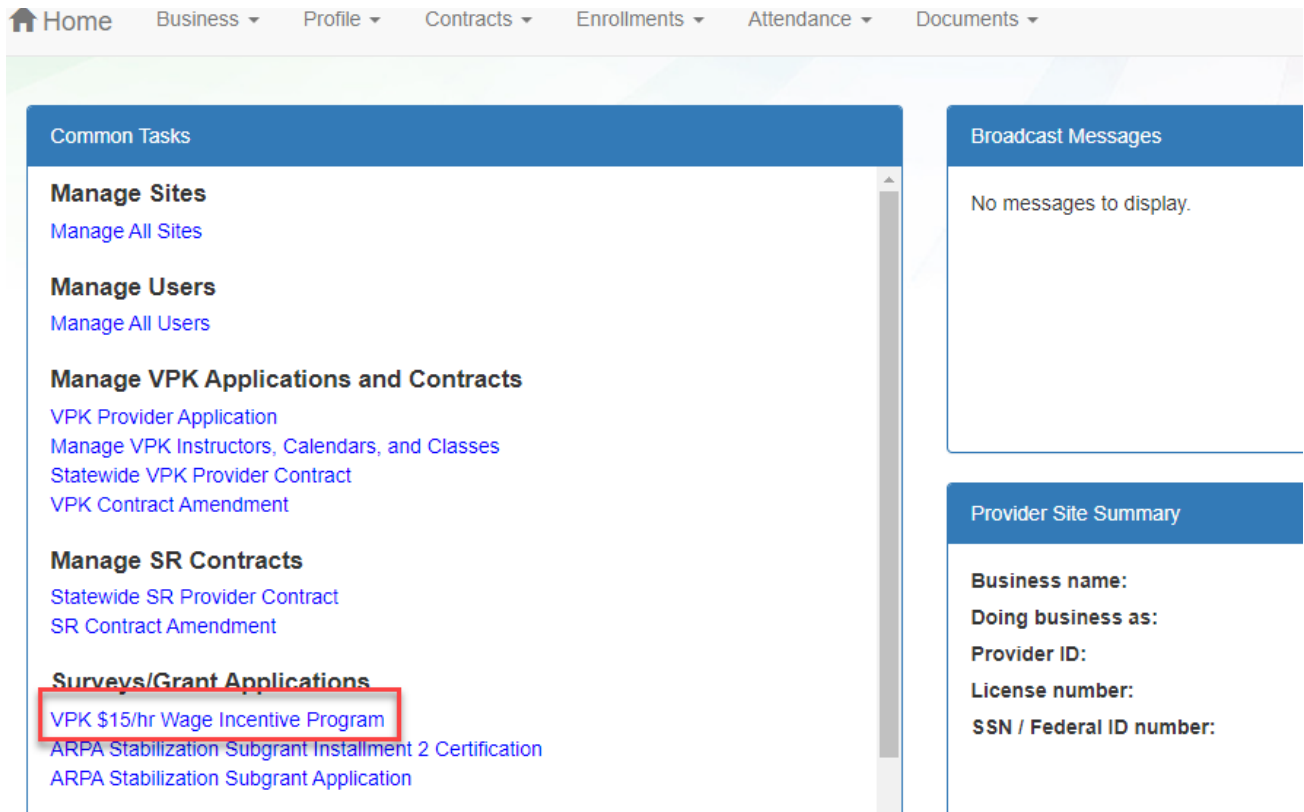 Home Business Profile Contracts Enrollments Attendance Documents
Common Tasks
Manage Sites
Manage All Sites
Manage Users
Manage All Users
Manage VPK Applications and Contracts
VPK Provider Application
Manage VPK Instructors, Calendars, and Classes
Statewide VPK Provider Contract
VPK Contract Amendment
Manage SR Contracts
Statewide SR Provider Contract
SR Contract Amendment
Surveys/Grant Applications
VPK $15/hr Wage Incentive Program
ARPA Stabilization Subgrant Installment 2 Certification
ARPA Stabilization Subgrant Application
Broadcast Messages
No messages to display.
Provider Site Summary
Business name:
Doing business as:
Provider ID:
License number:
SSN / Federal ID number: